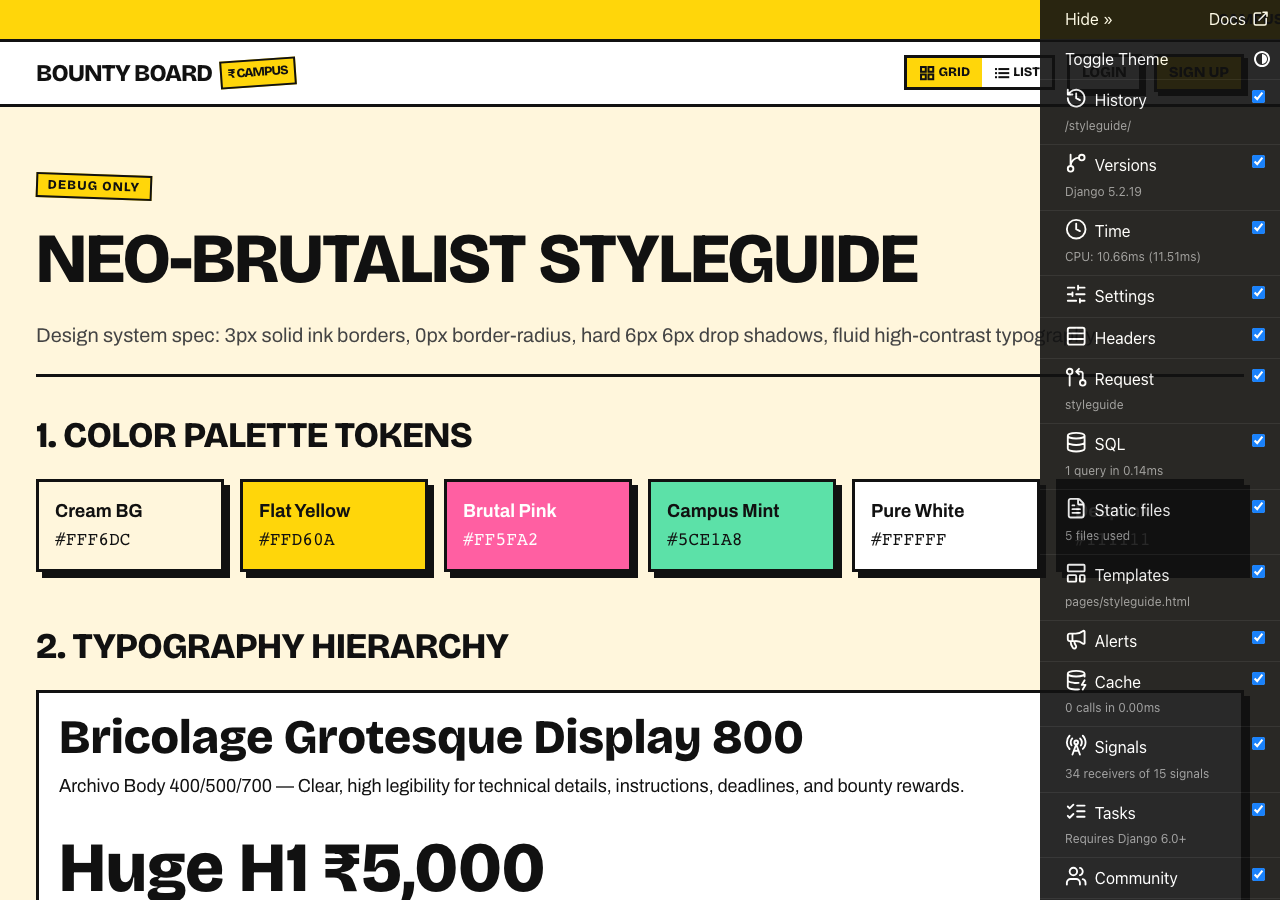 BOUNTY BOARD ₹ CAMPUS
GRID LIST LOGIN SIGN UP
DEBUG ONLY
NEO-BRUTALIST STYLEGUIDE
Design system spec: 3px solid ink borders, 0px border-radius, hard 6px 6px drop shadows, fluid high-contrast typogra
1. COLOR PALETTE TOKENS
Cream BG
#FFF6DC
Flat Yellow
#FFD60A
Brutal Pink
#FF5FA2
Campus Mint
#5CE1A8
Pure White
#FFFFFF
2. TYPOGRAPHY HIERARCHY
Bricolage Grotesque Display 800
Archivo Body 400/500/700 — Clear, high legibility for technical details, instructions, deadlines, and bounty rewards.
Huge H1 ₹5,000
Hide » Docs
Toggle Theme
History
/styleguide/
Versions
Django 5.2.19
Time
CPU: 10.66ms (11.51ms)
Settings
Headers
Request
styleguide
SQL
1 query in 0.14ms
Static files
5 files used
Templates
pages/styleguide.html
Alerts
Cache
0 calls in 0.00ms
Signals
34 receivers of 15 signals
Tasks
Requires Django 6.0+
Community